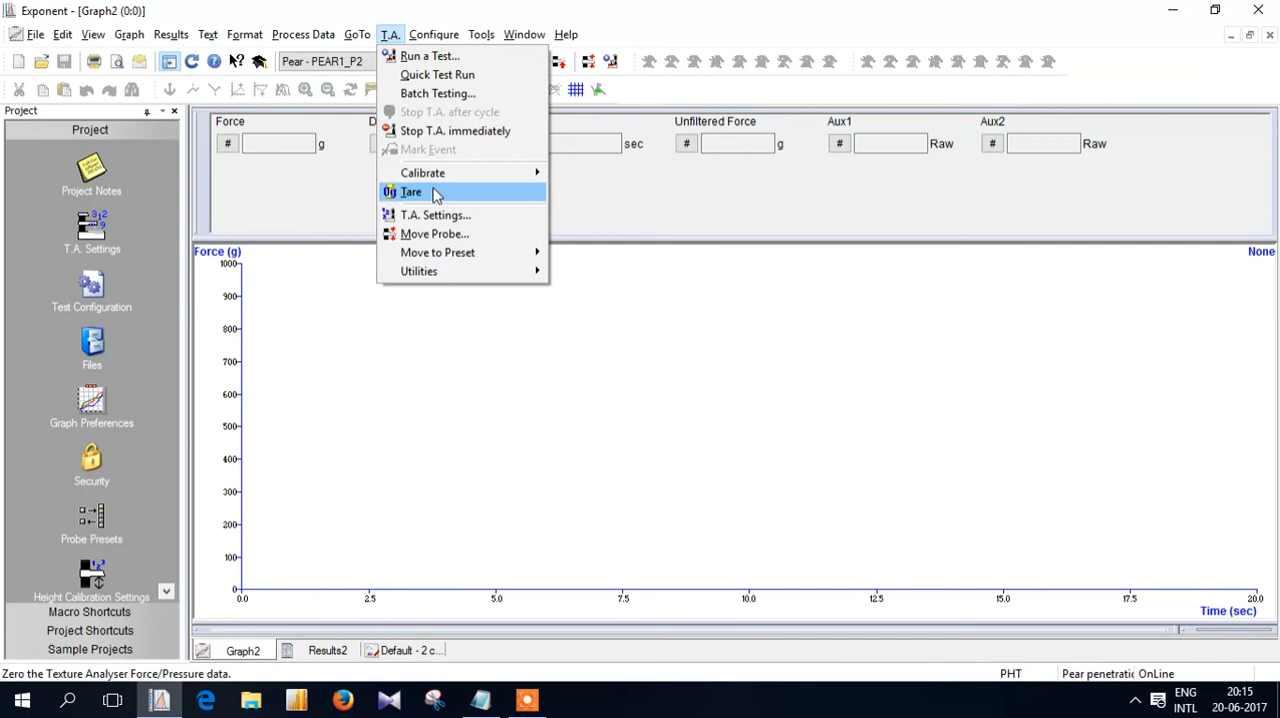 Exponent - [Graph2 (0:0)]
File Edit View Graph Results Text Format Process Data GoTo T.A. Configure Tools Window Help
Pear - PEAR1_P2
Run a Test...
Quick Test Run
Batch Testing...
Stop T.A. after cycle
Stop T.A. immediately
Mark Event
Calibrate
Tare
T.A. Settings...
Move Probe...
Move to Preset
Utilities
Project
Project
Project Notes
T.A. Settings
Test Configuration
Files
Graph Preferences
Security
Probe Presets
Height Calibration Settings
Macro Shortcuts
Project Shortcuts
Sample Projects
Force D Unfiltered Force Aux1 Aux2
# g sec # g # Raw # Raw
Force (g) None
1000
900
800
700
600
500
400
300
200
100
0
0.0 2.5 5.0 7.5 10.0 12.5 15.0 17.5 20.0
Time (sec)
Graph2 Results2 Default - 2 c...
Zero the Texture Analyser Force/Pressure data. PHT Pear penetratic OnLine
ENG 20:15
INTL 20-06-2017